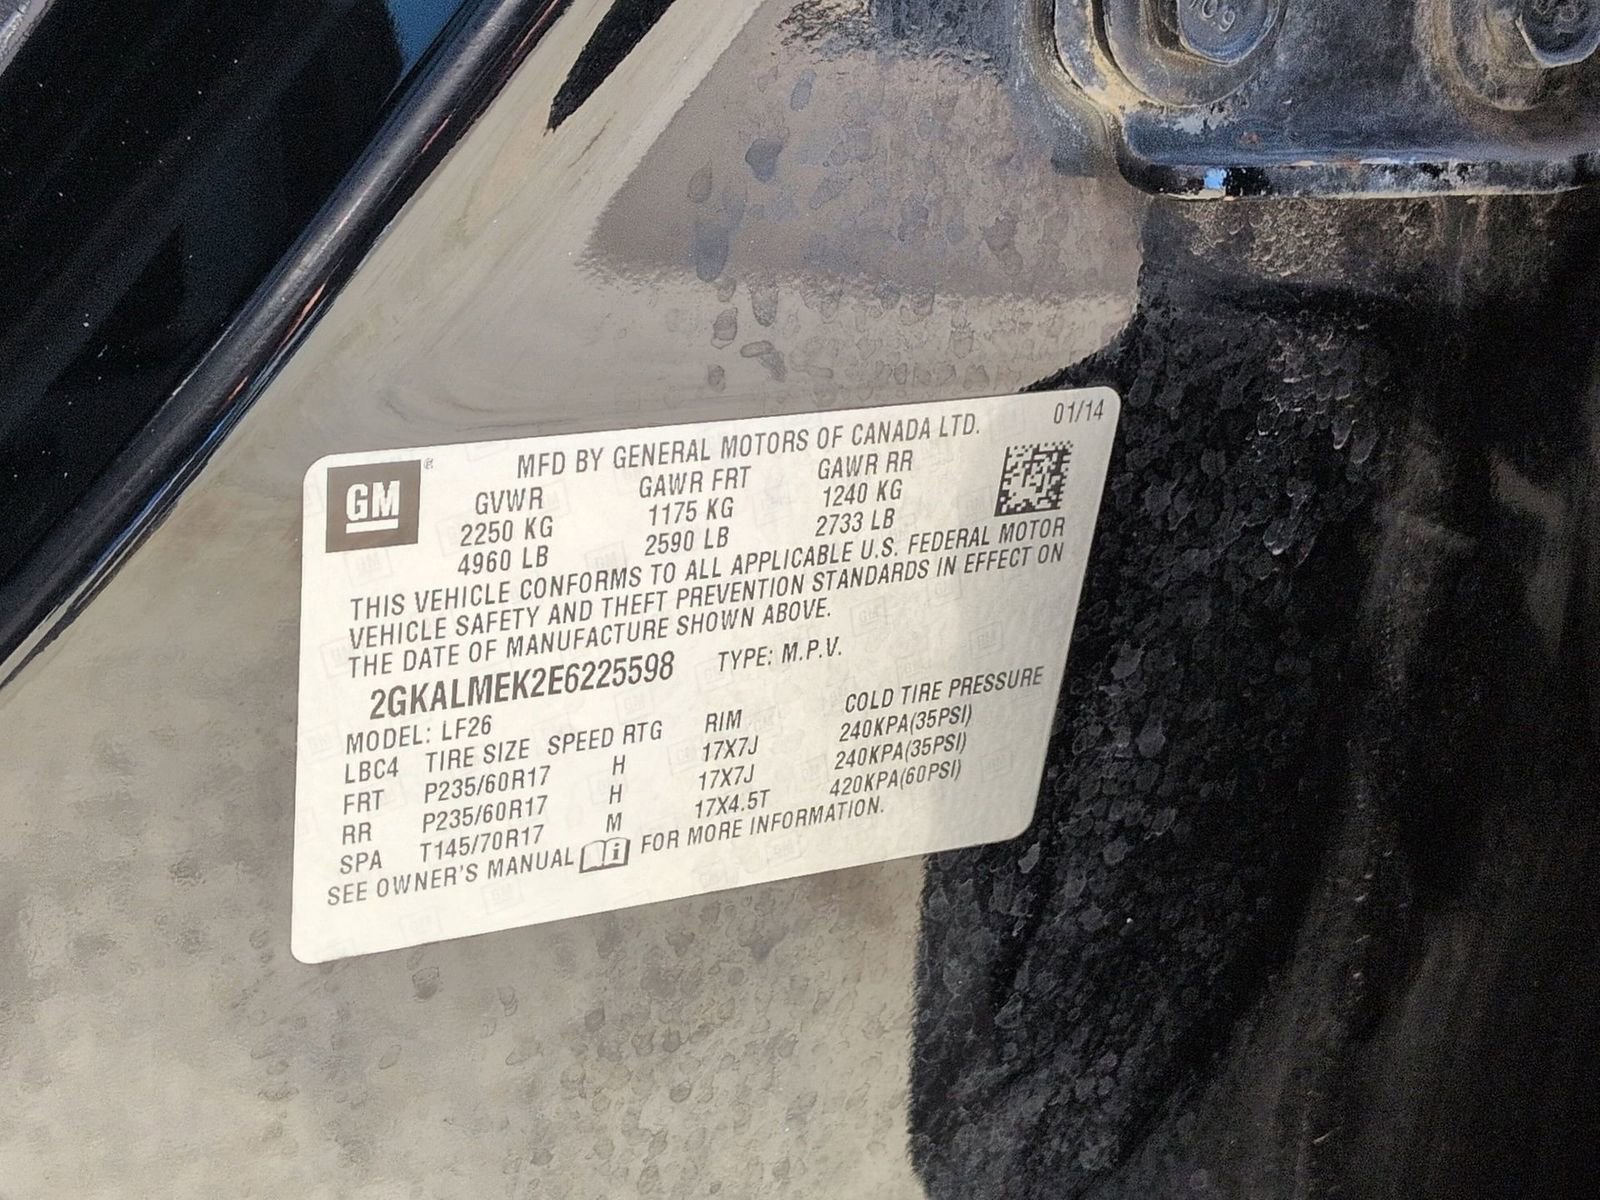 MFD BY GENERAL MOTORS OF CANADA LTD. 01/14
GM ®
GVWR GAWR FRT GAWR RR
2250 KG 1175 KG 1240 KG
4960 LB 2590 LB 2733 LB
THIS VEHICLE CONFORMS TO ALL APPLICABLE U.S. FEDERAL MOTOR
VEHICLE SAFETY AND THEFT PREVENTION STANDARDS IN EFFECT ON
THE DATE OF MANUFACTURE SHOWN ABOVE.
2GKALMEK2E6225598 TYPE: M.P.V.
MODEL: LF26
LBC4 TIRE SIZE SPEED RTG RIM COLD TIRE PRESSURE
FRT P235/60R17 H 17X7J 240KPA(35PSI)
RR P235/60R17 H 17X7J 240KPA(35PSI)
SPA T145/70R17 M 17X4.5T 420KPA(60PSI)
SEE OWNER'S MANUAL FOR MORE INFORMATION.